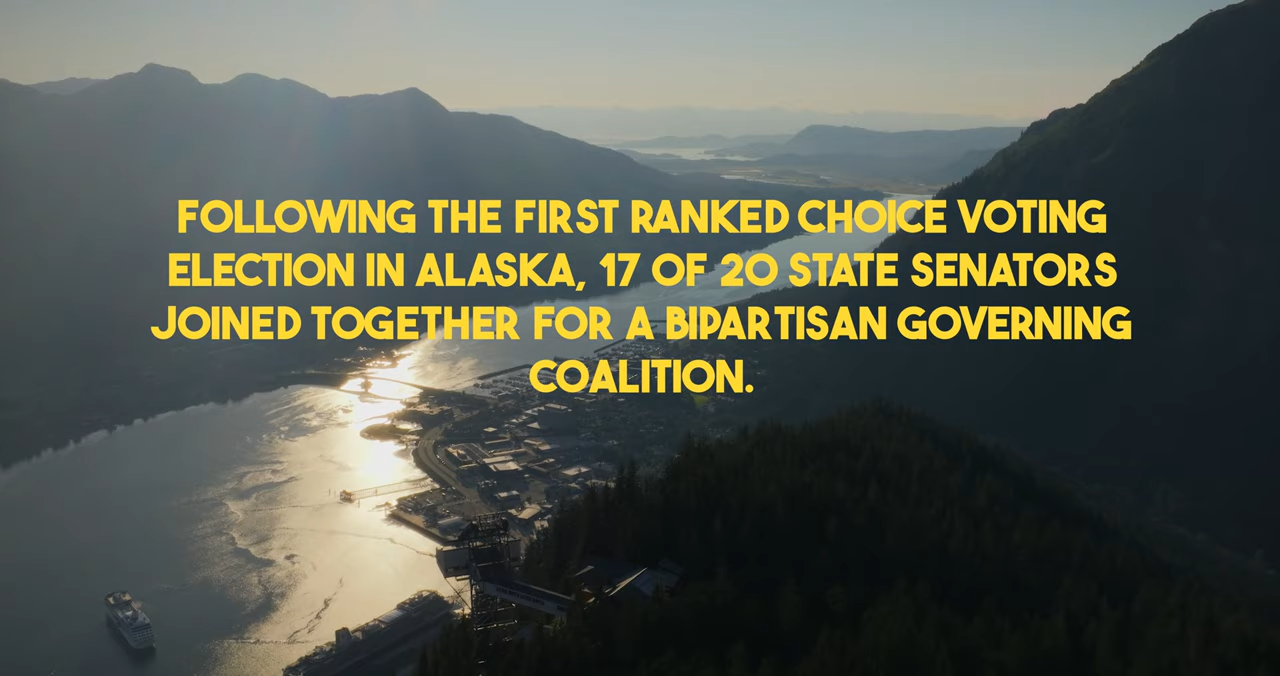 FOLLOWING THE FIRST RANKED CHOICE VOTING
ELECTION IN ALASKA, 17 OF 20 STATE SENATORS
JOINED TOGETHER FOR A BIPARTISAN GOVERNING
COALITION.